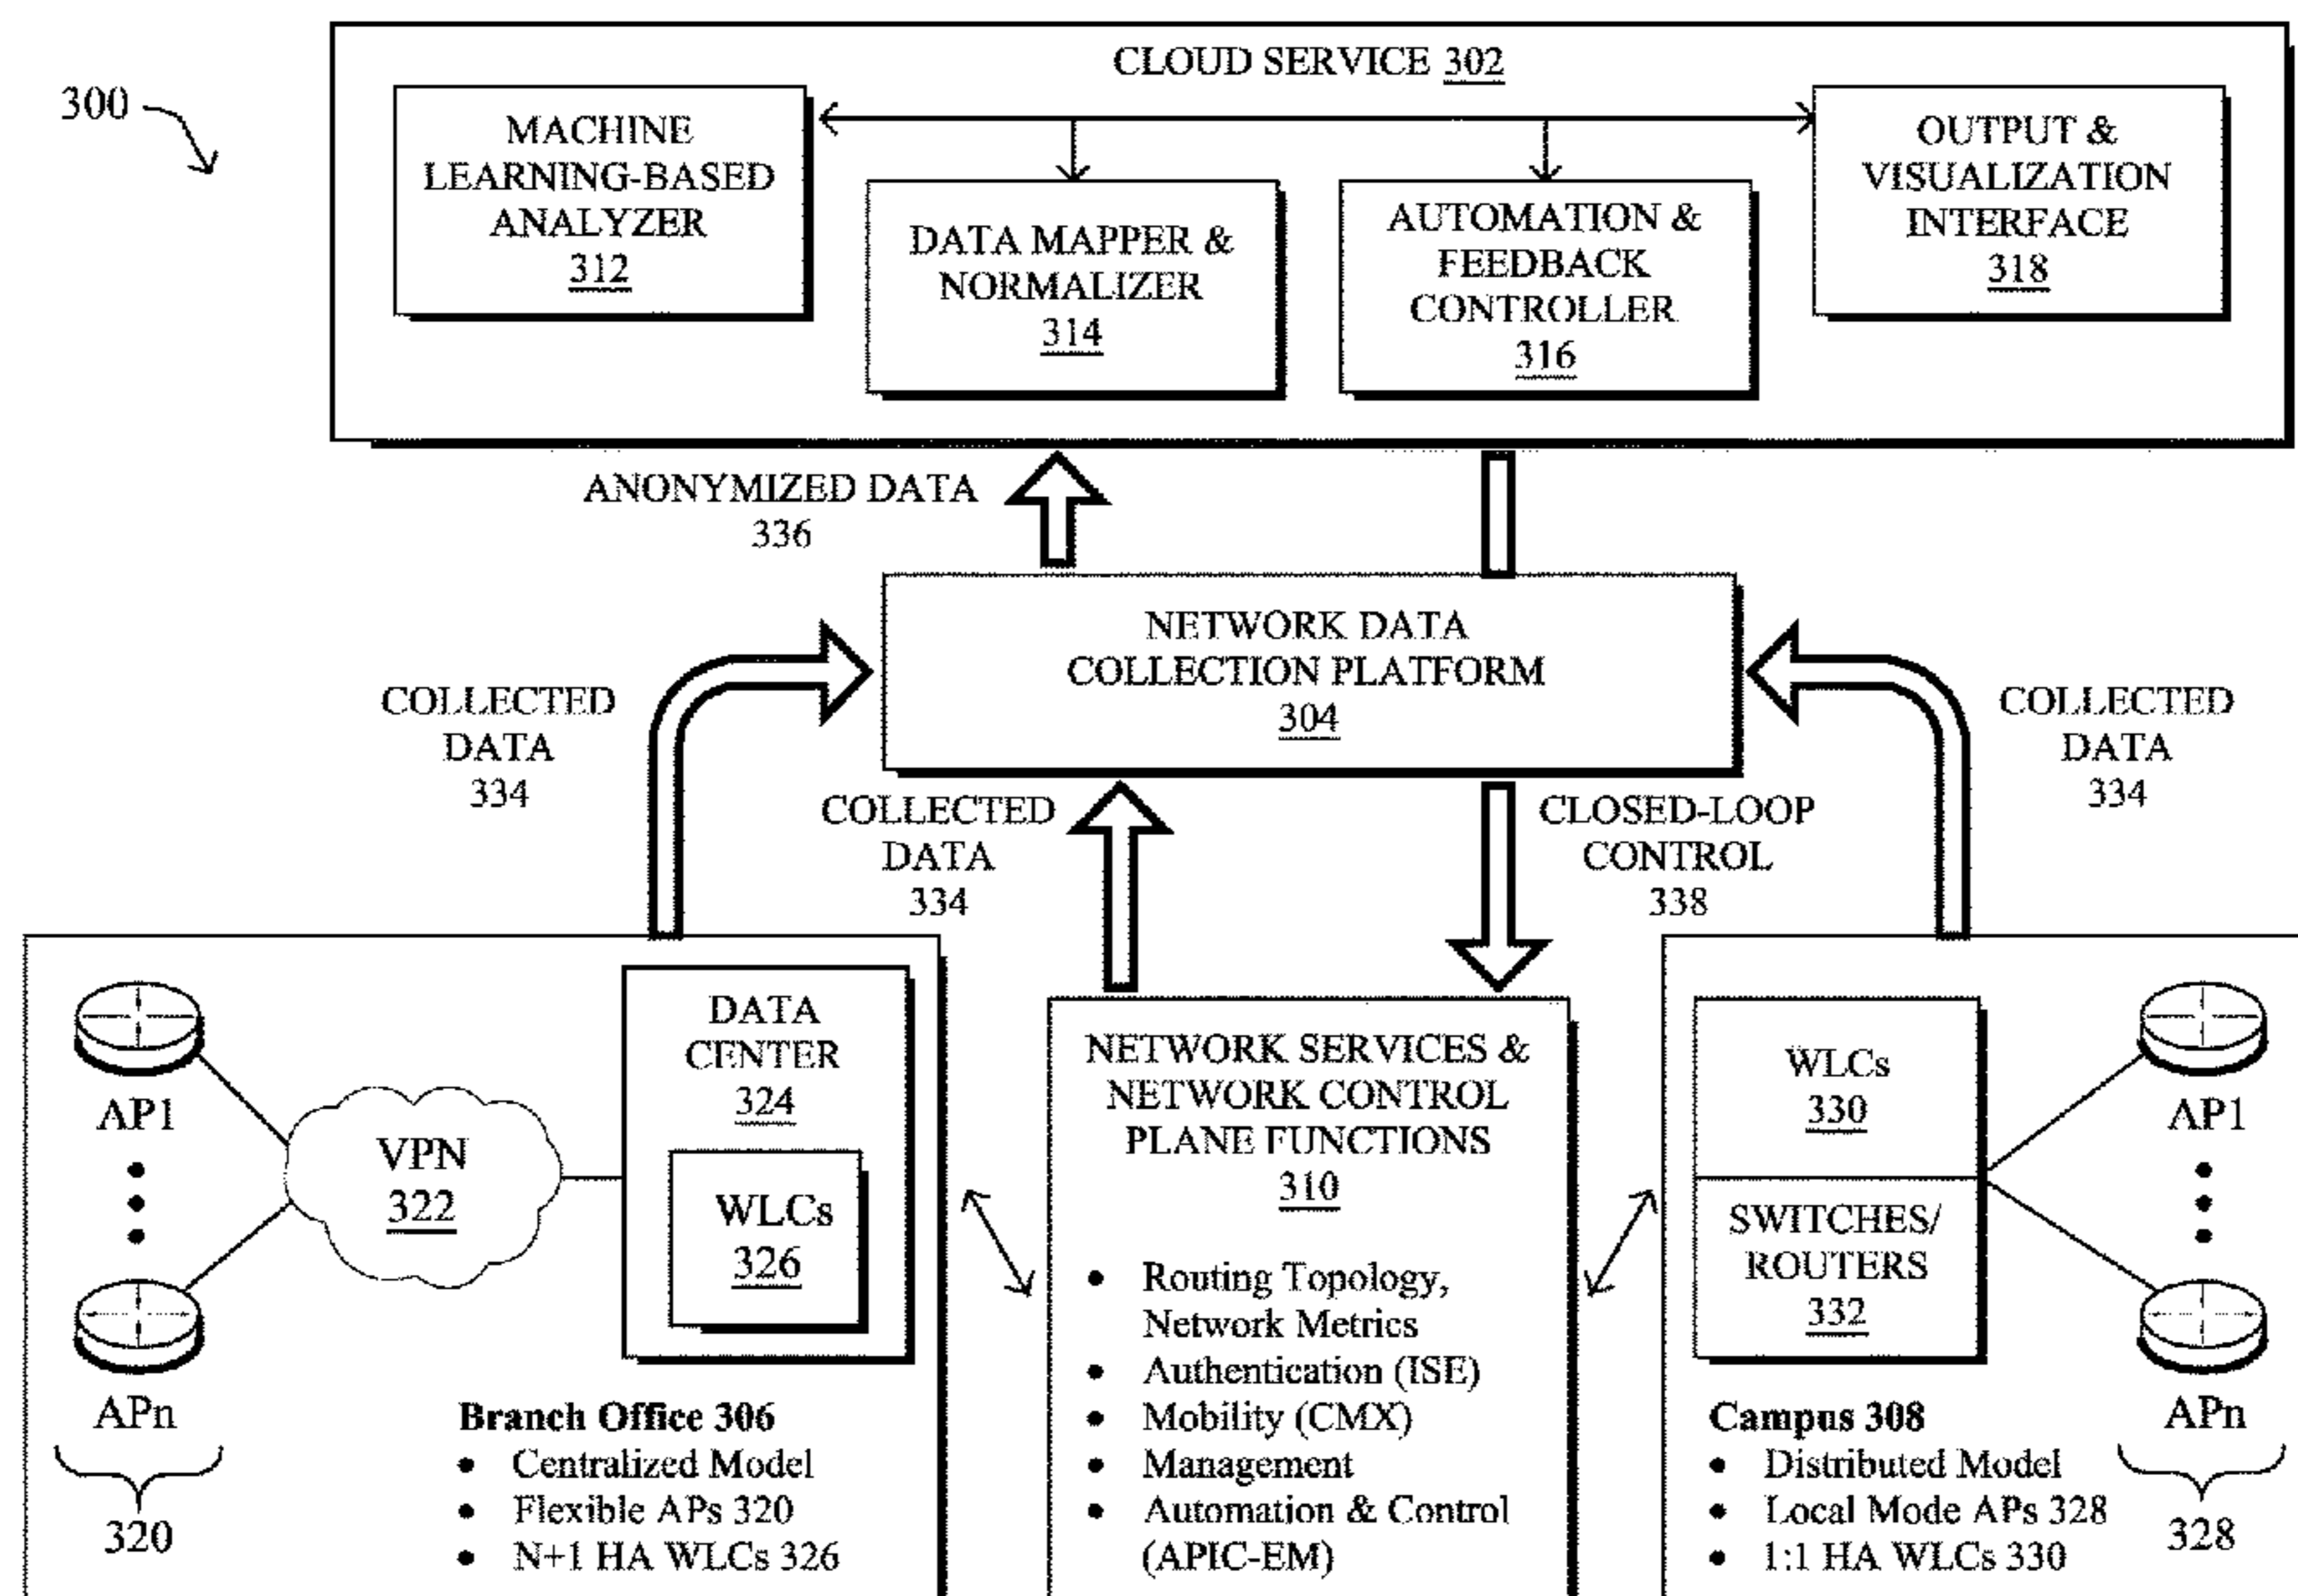 300
CLOUD SERVICE 302
MACHINE
LEARNING-BASED
ANALYZER
312
DATA MAPPER &
NORMALIZER
314
AUTOMATION &
FEEDBACK
CONTROLLER
316
OUTPUT &
VISUALIZATION
INTERFACE
318
ANONYMIZED DATA
336
NETWORK DATA
COLLECTION PLATFORM
304
COLLECTED
DATA
334
COLLECTED
DATA
334
CLOSED-LOOP
CONTROL
338
COLLECTED
DATA
334
AP1
APn
320
VPN
322
DATA
CENTER
324
WLCs
326
Branch Office 306
• Centralized Model
• Flexible APs 320
• N+1 HA WLCs 326
NETWORK SERVICES &
NETWORK CONTROL
PLANE FUNCTIONS
310
• Routing Topology,
Network Metrics
• Authentication (ISE)
• Mobility (CMX)
• Management
• Automation & Control
(APIC-EM)
WLCs
330
SWITCHES/
ROUTERS
332
AP1
APn
328
Campus 308
• Distributed Model
• Local Mode APs 328
• 1:1 HA WLCs 330